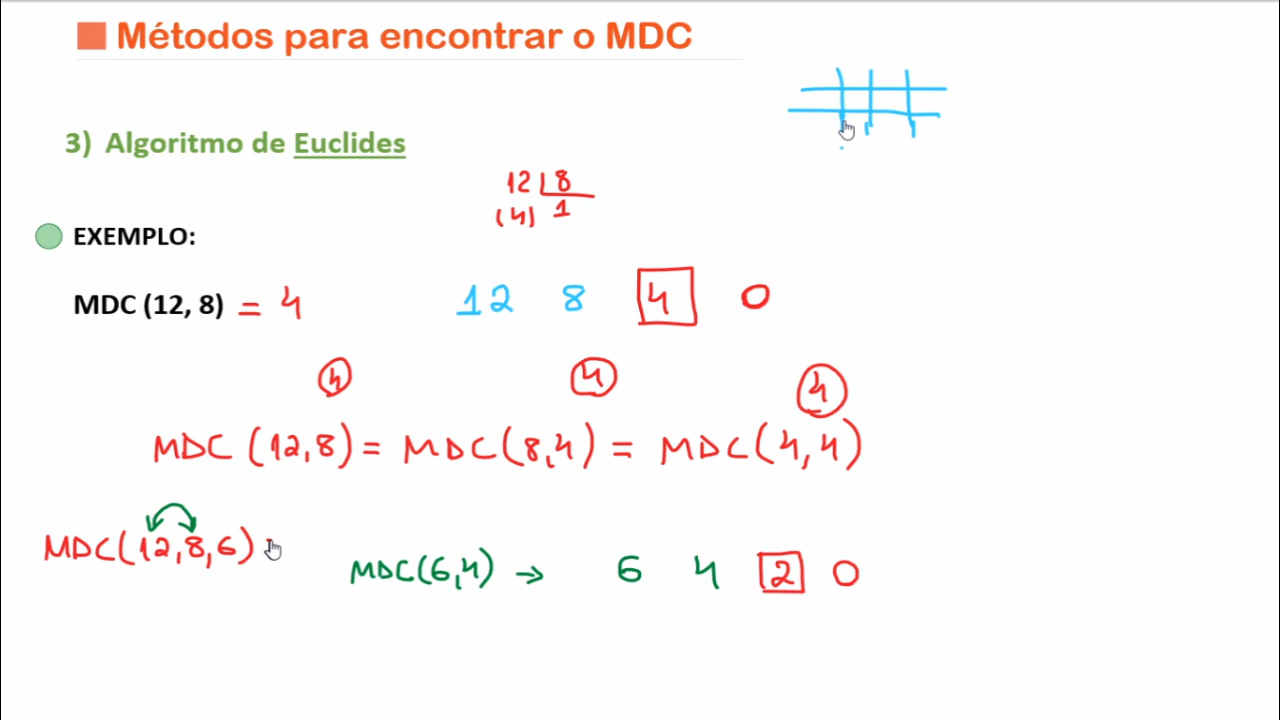 Métodos para encontrar o MDC
3) Algoritmo de Euclides
12 8
(4) 1
EXEMPLO:
MDC (12, 8) = 4
12 8 4 0
4 4 4
MDC (12,8) = MDC(8,4) = MDC(4,4)
MDC(12,8,6)
MDC(6,4) → 6 4 2 0